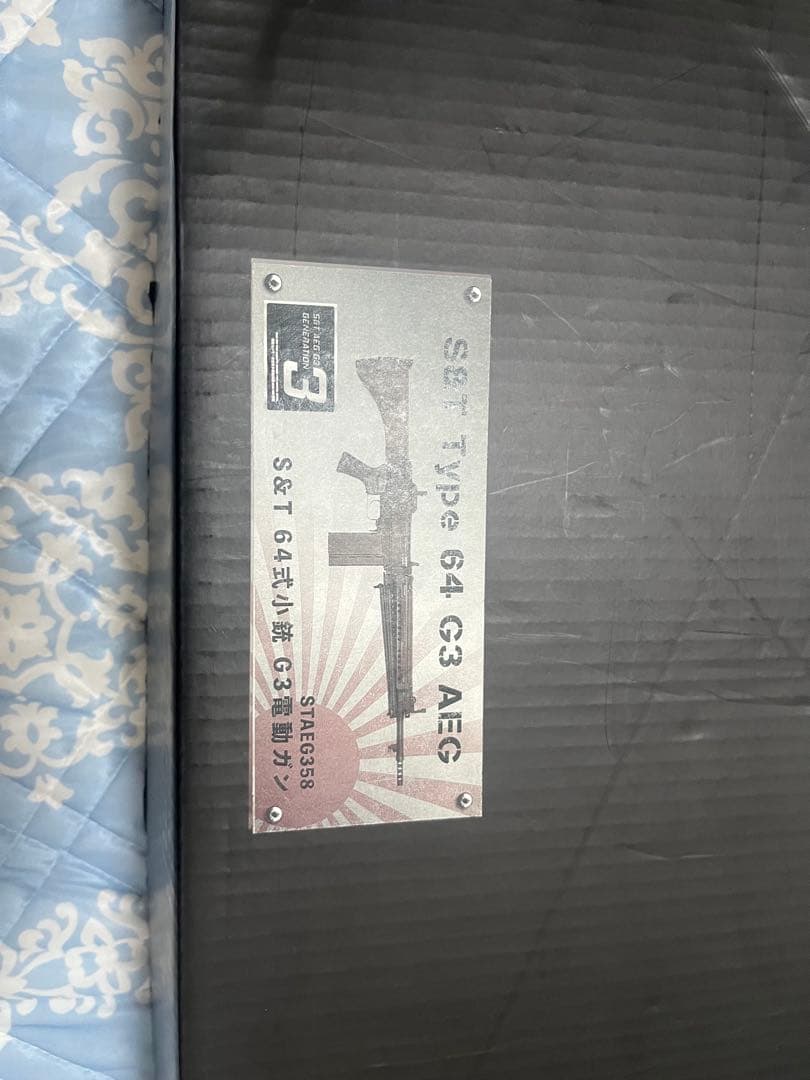 S&T Type 64 G3 AEG
STAEG358
S&T 64式小銃 G3電動ガン
S&T AEG G3
GENERATION
3